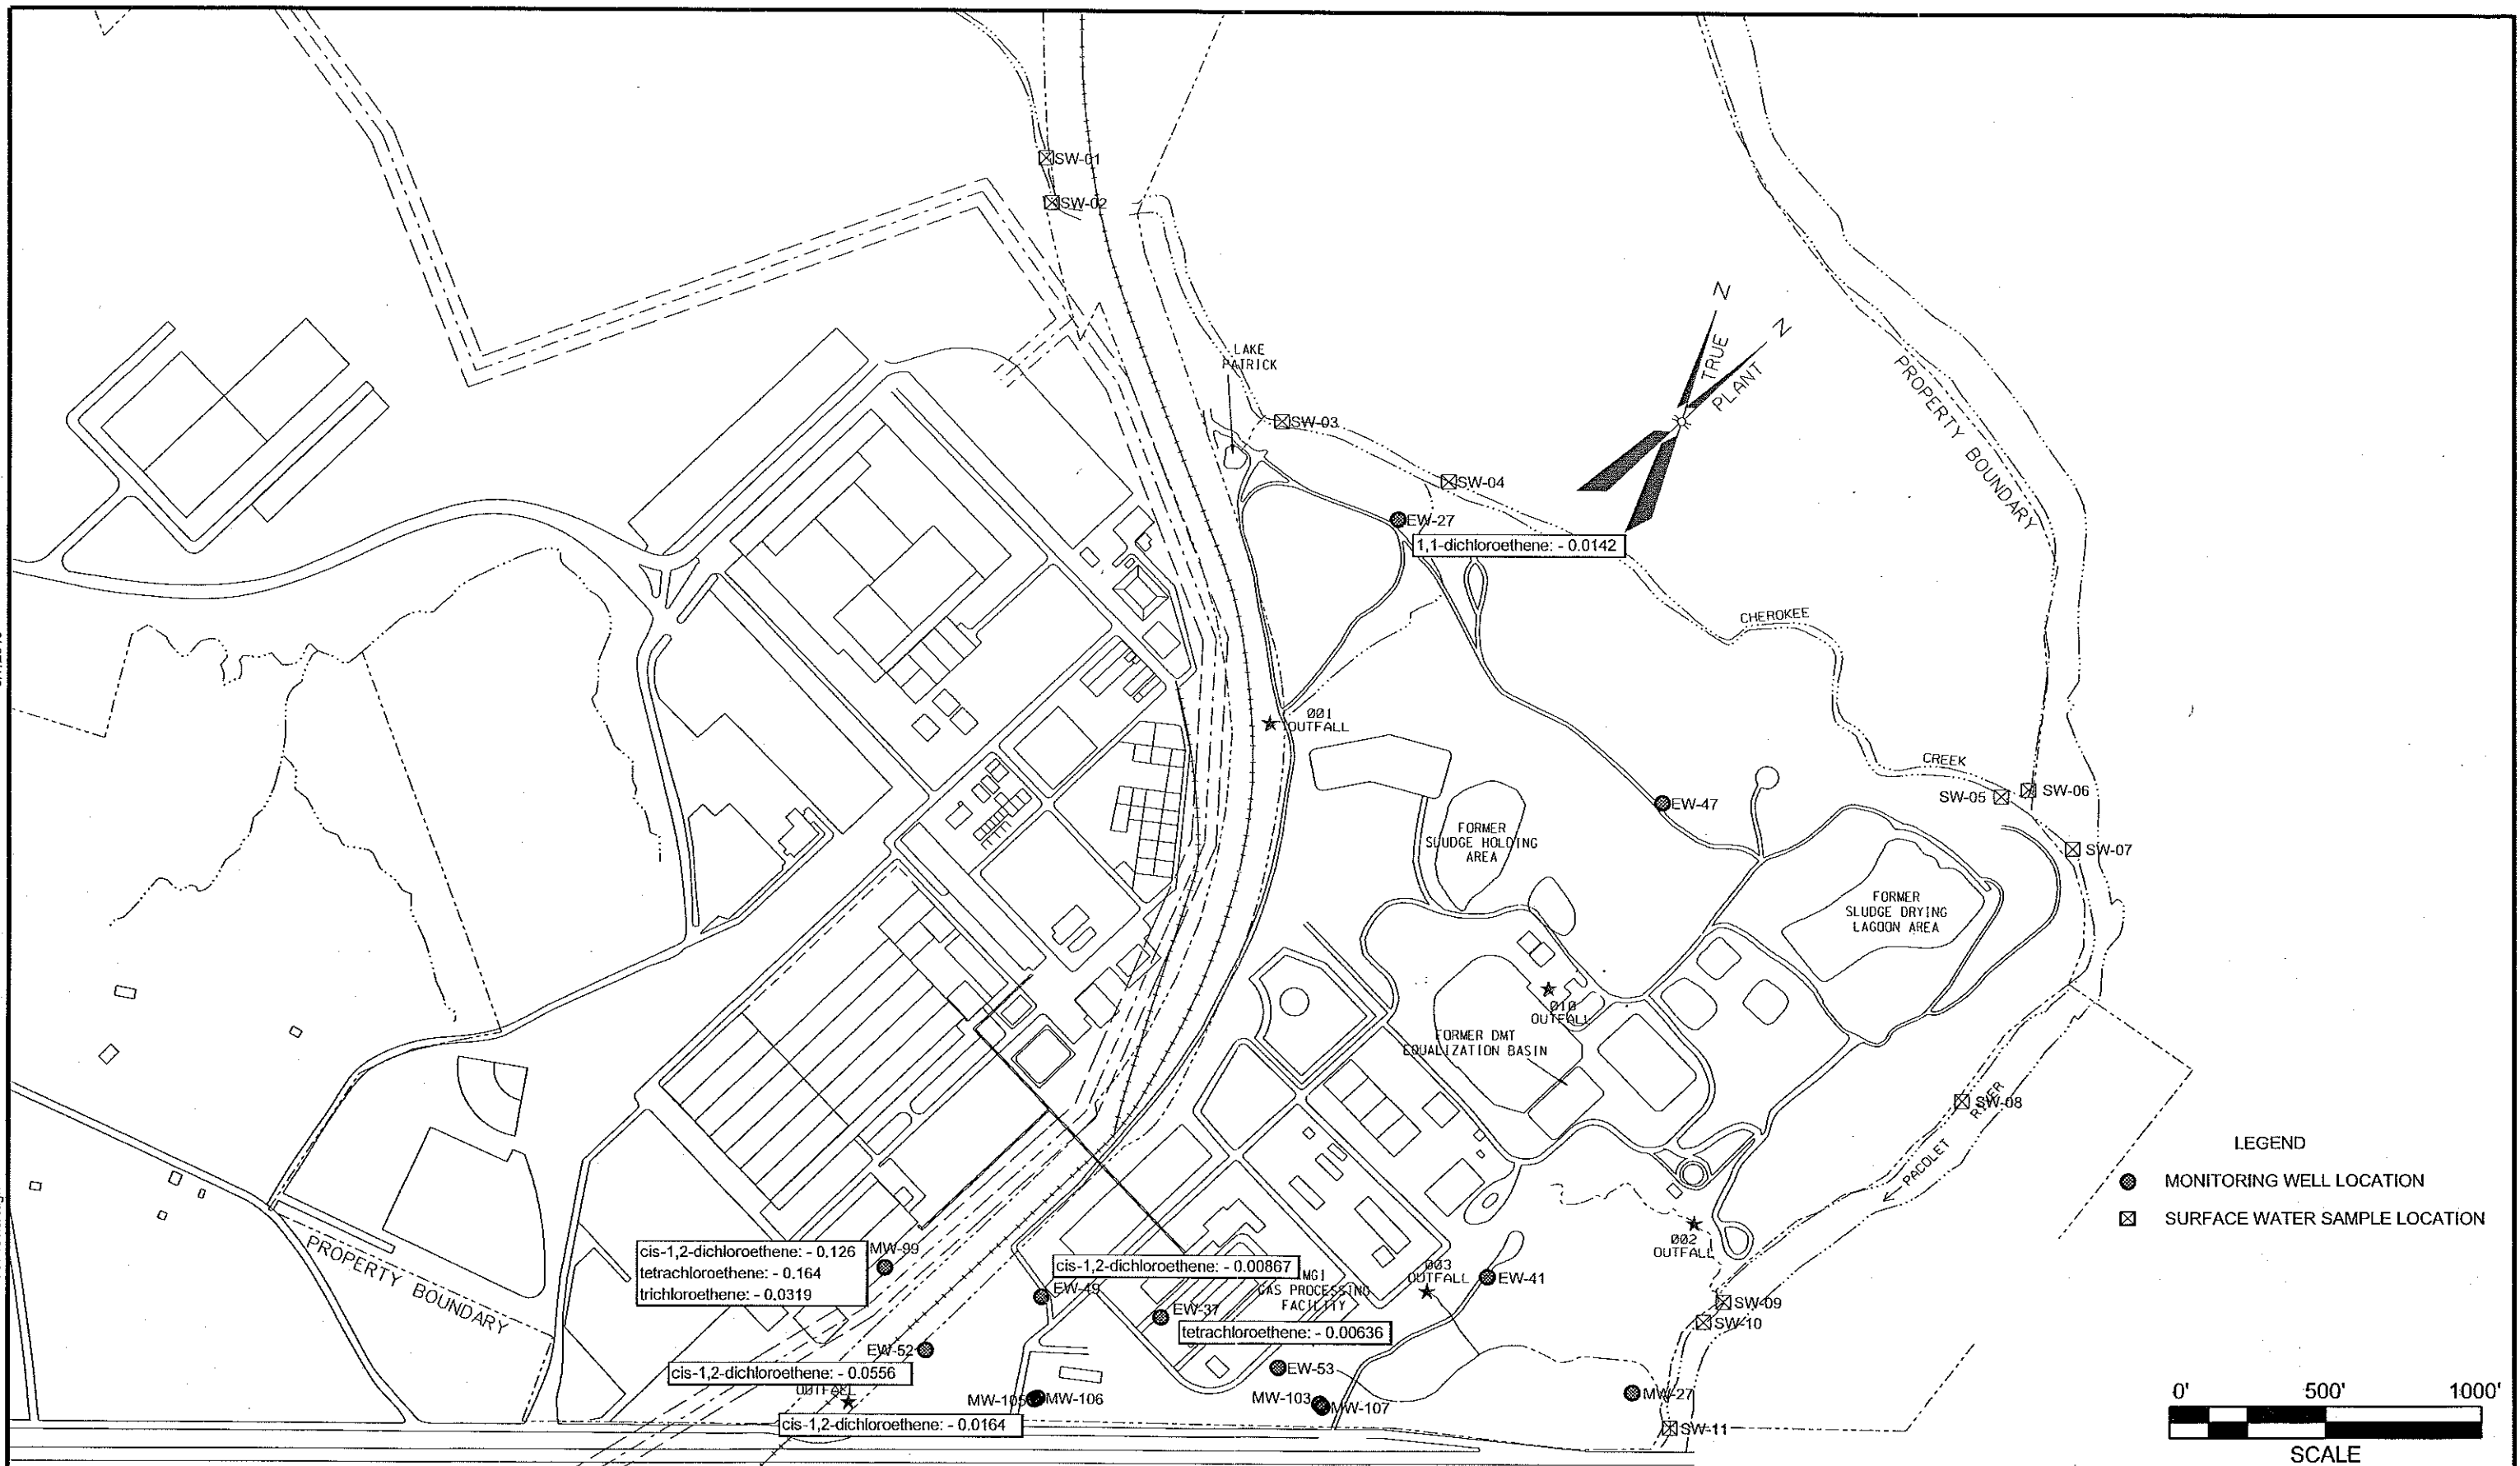 SW-01
SW-02
LAKE
PATRICK
SW-03
SW-04
EW-27
1,1-dichloroethene: - 0.0142
N
N
TRUE
PLANT
PROPERTY BOUNDARY
CHEROKEE
CREEK
001
OUTFALL
EW-47
SW-05
SW-06
SW-07
FORMER
SLUDGE HOLDING
AREA
FORMER
SLUDGE DRYING
LAGOON AREA
010
OUTFALL
FORMER DMT
EQUALIZATION BASIN
SW-08
PACOLET RIVER
LEGEND
MONITORING WELL LOCATION
SURFACE WATER SAMPLE LOCATION
PROPERTY BOUNDARY
cis-1,2-dichloroethene: - 0.126
tetrachloroethene: - 0.164
trichloroethene: - 0.0319
MW-99
EW-49
cis-1,2-dichloroethene: - 0.00867
MG1
GAS PROCESSING
FACILITY
EW-37
tetrachloroethene: - 0.00636
003
OUTFALL
EW-41
002
OUTFALL
SW-09
SW-10
EW-52
cis-1,2-dichloroethene: - 0.0556
OUTFALL
cis-1,2-dichloroethene: - 0.0164
MW-105
MW-106
EW-53
MW-103
MW-107
MW-27
SW-11
0' 500' 1000'
SCALE